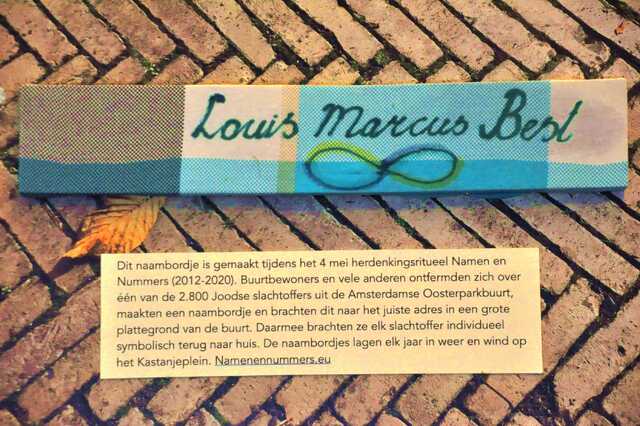 Louis Marcus Best
Dit naambordje is gemaakt tijdens het 4 mei herdenkingsritueel Namen en
Nummers (2012-2020). Buurtbewoners en vele anderen ontfermden zich over
één van de 2.800 Joodse slachtoffers uit de Amsterdamse Oosterparkbuurt,
maakten een naambordje en brachten dit naar het juiste adres in een grote
plattegrond van de buurt. Daarmee brachten ze elk slachtoffer individueel
symbolisch terug naar huis. De naambordjes lagen elk jaar in weer en wind op
het Kastanjeplein. Namenennummers.eu